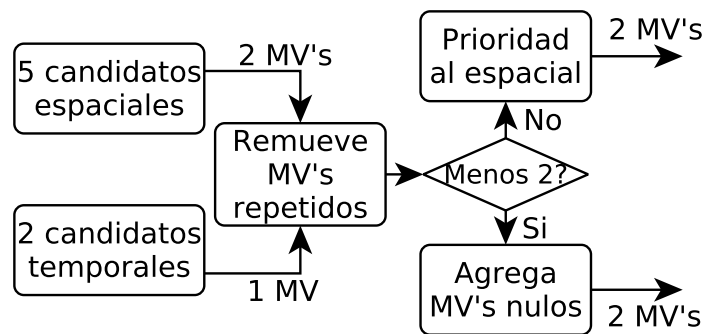 5 candidatos
espaciales
2 MV's
2 candidatos
temporales
1 MV
Remueve
MV's
repetidos
Menos 2?
No
Prioridad
al espacial
2 MV's
Si
Agrega
MV's nulos
2 MV's